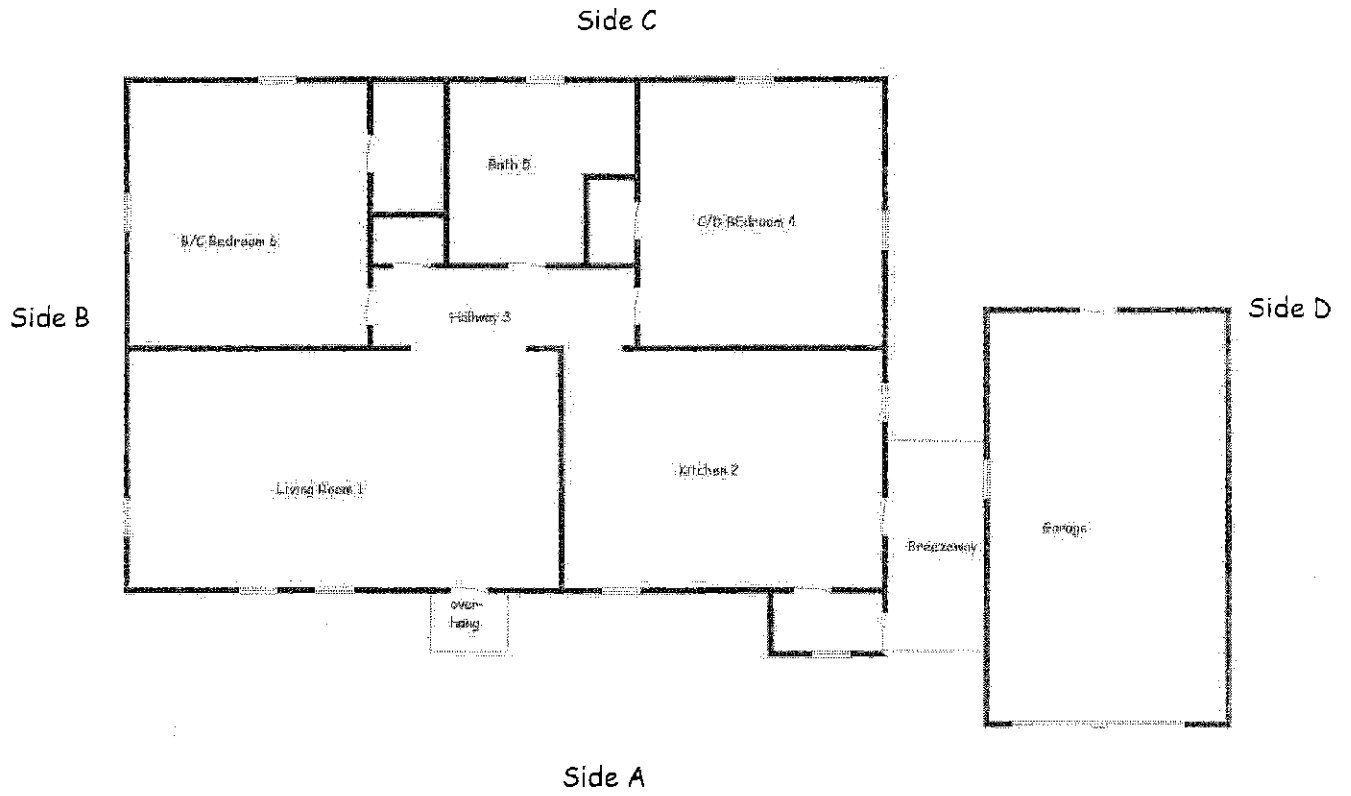 Side C
Bath 5
C/D BEdroom 4
B/C Bedroom 6
Side B
Hallway 3
Side D
Kitchen 2
Living Room 1
Garage
Breezeway
over-
hang
Side A